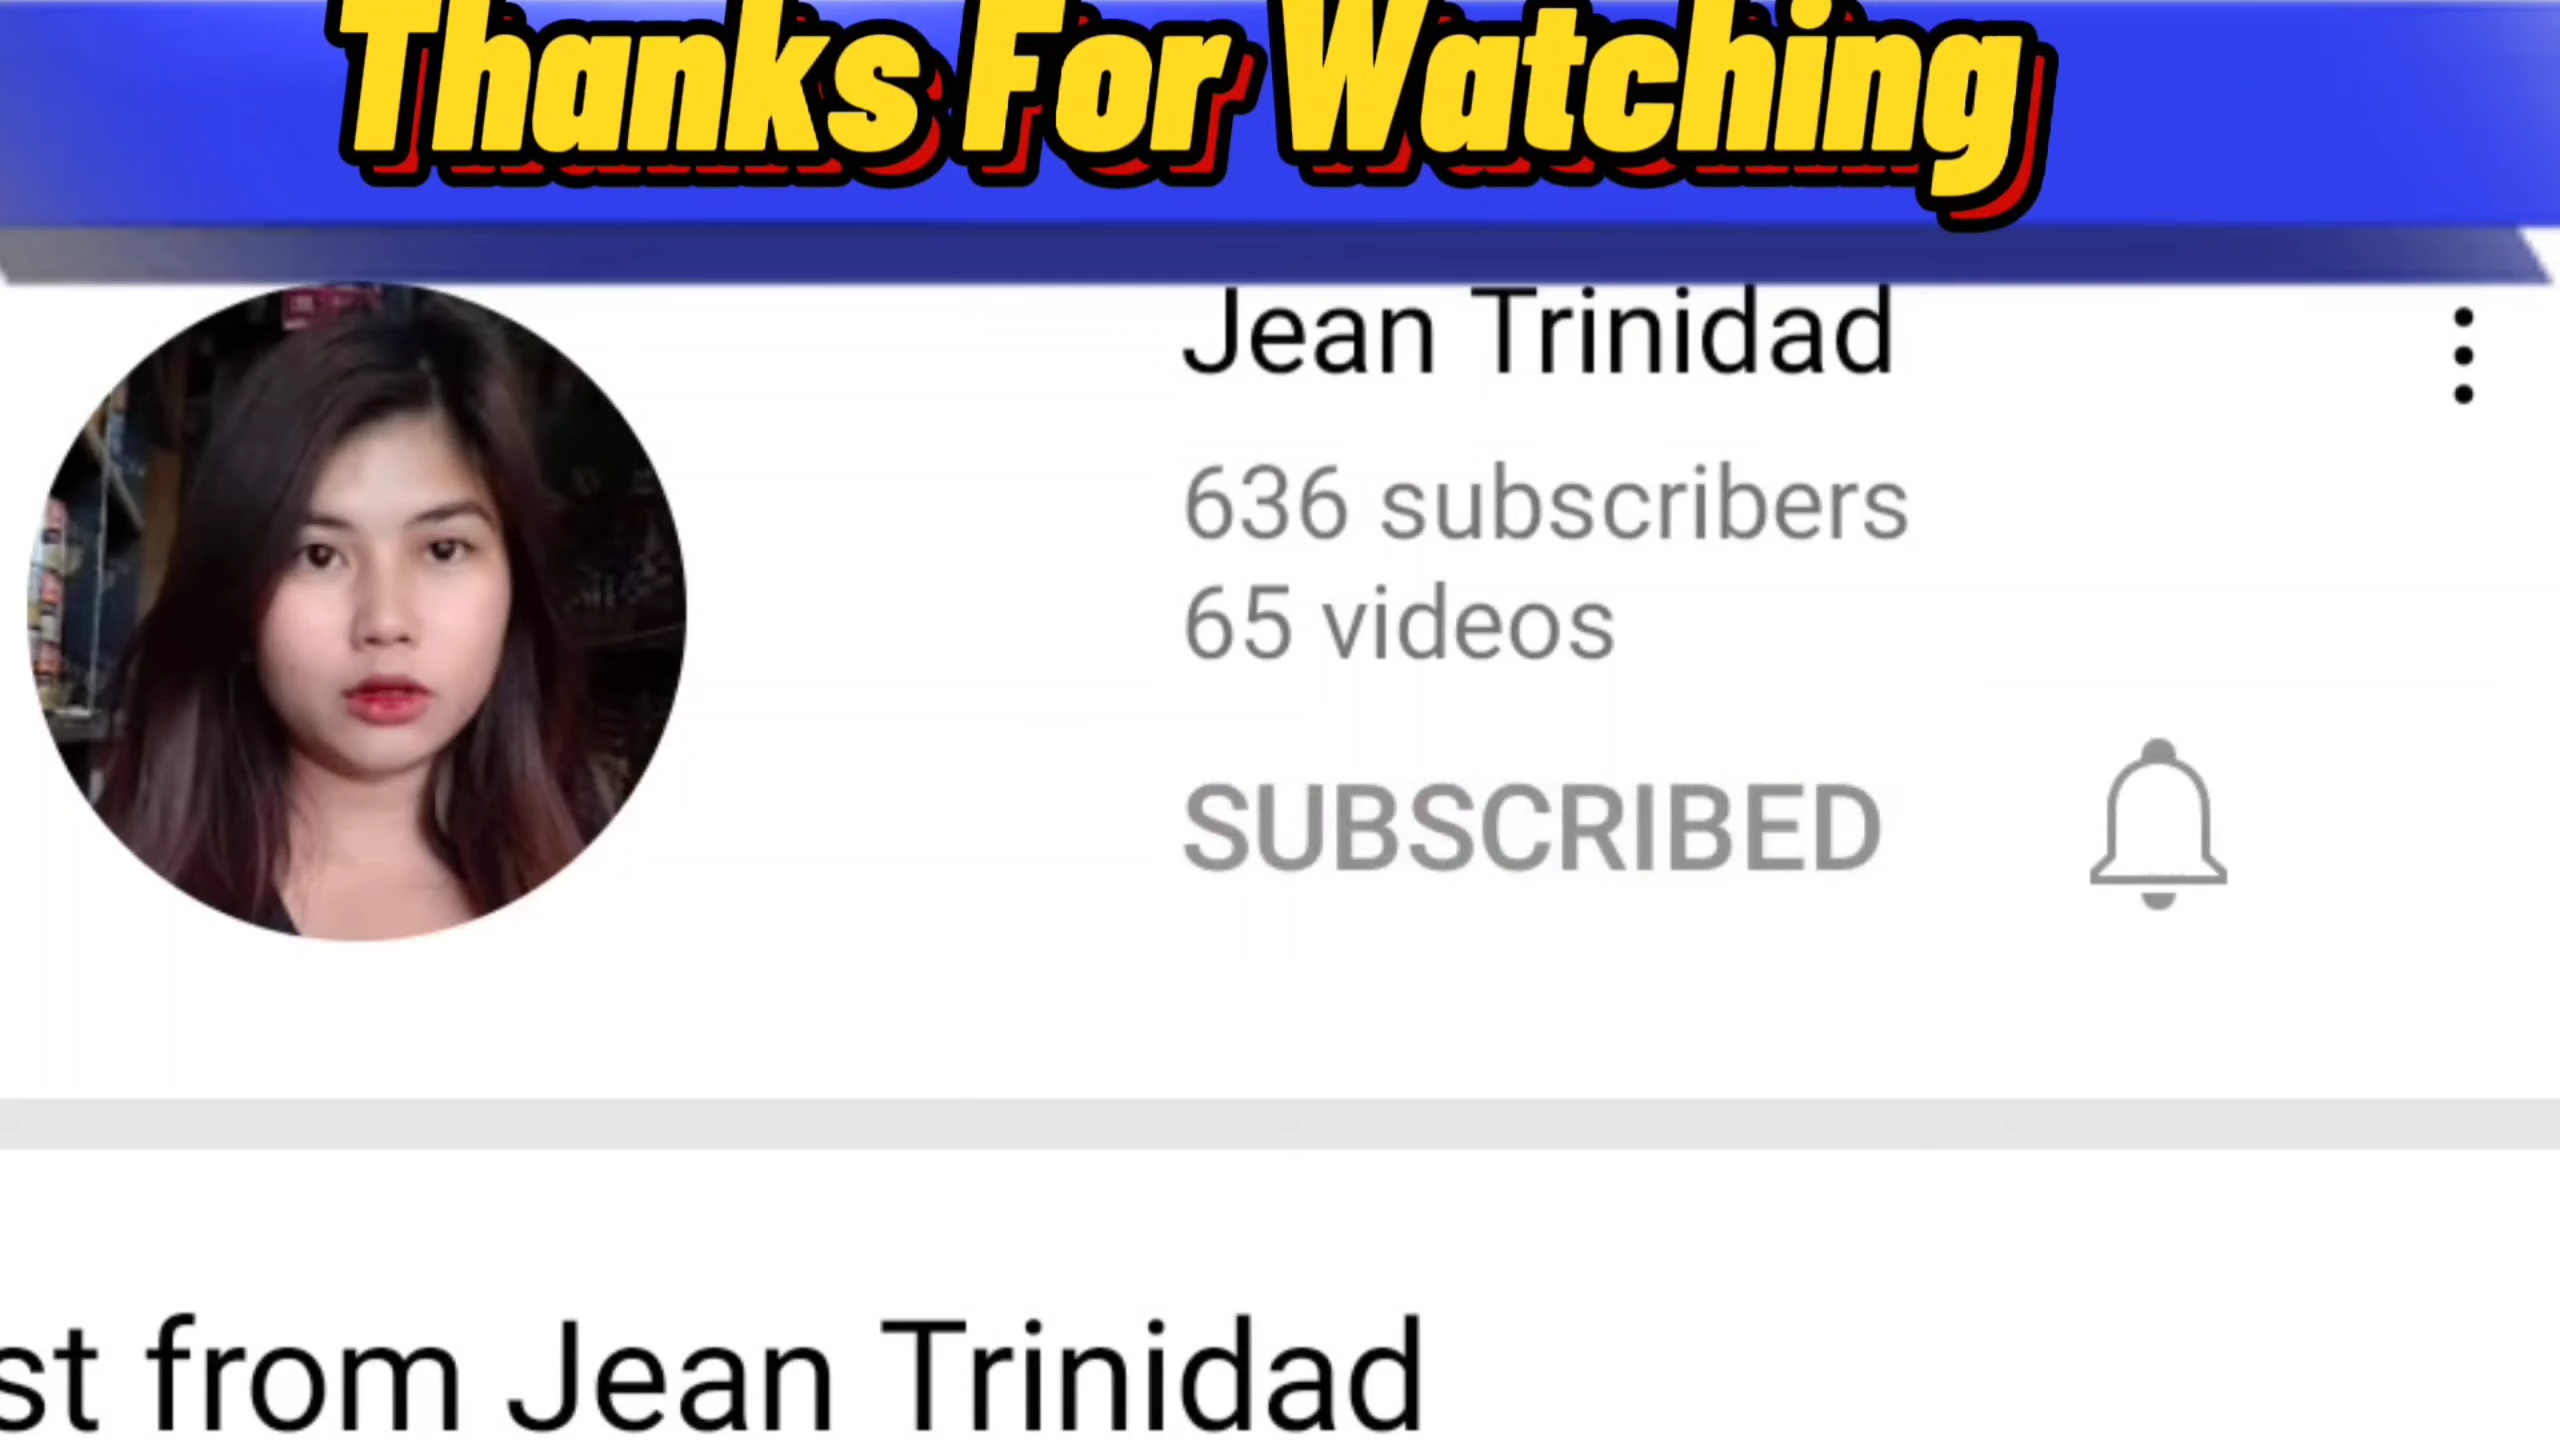 Thanks For Watching
Jean Trinidad
636 subscribers
65 videos
SUBSCRIBED
st from Jean Trinidad